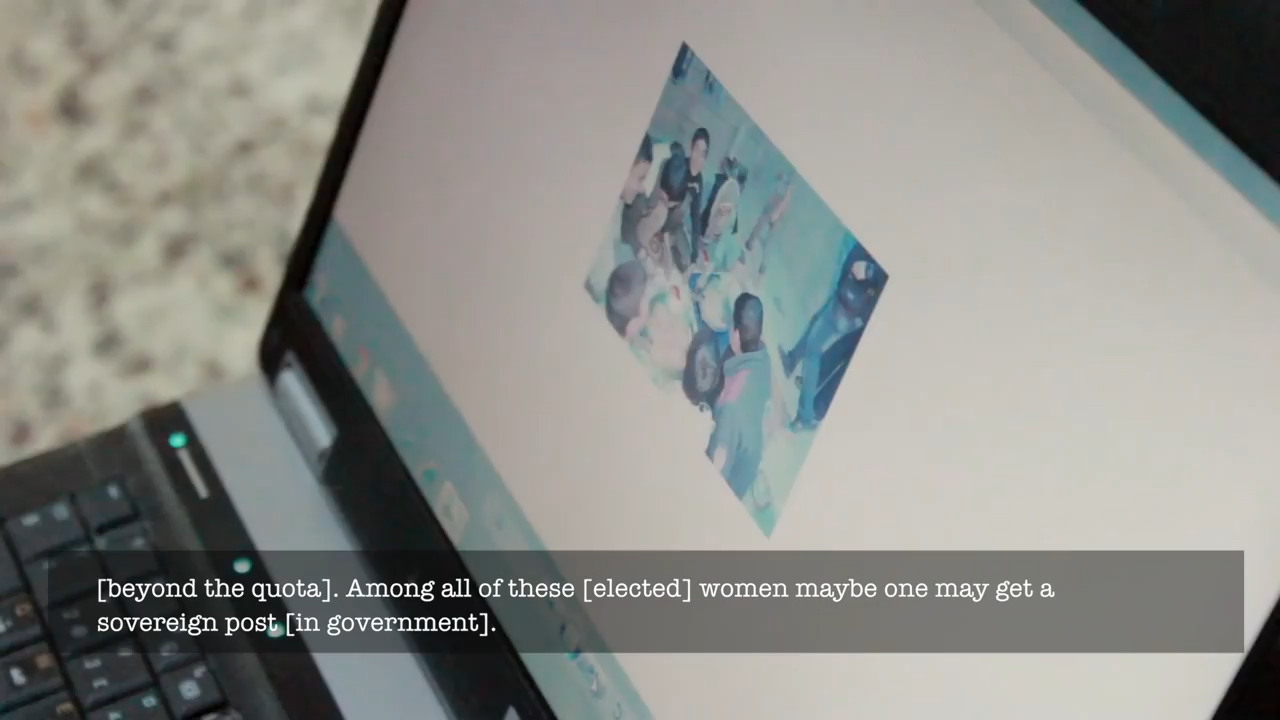 [beyond the quota]. Among all of these [elected] women maybe one may get a
sovereign post [in government].